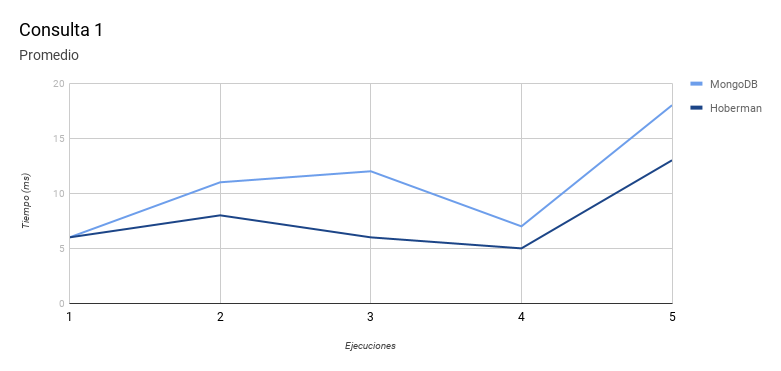 Consulta 1
Promedio
MongoDB
Hoberman
Tiempo (ms)
20
15
10
5
0
1 2 3 4 5
Ejecuciones